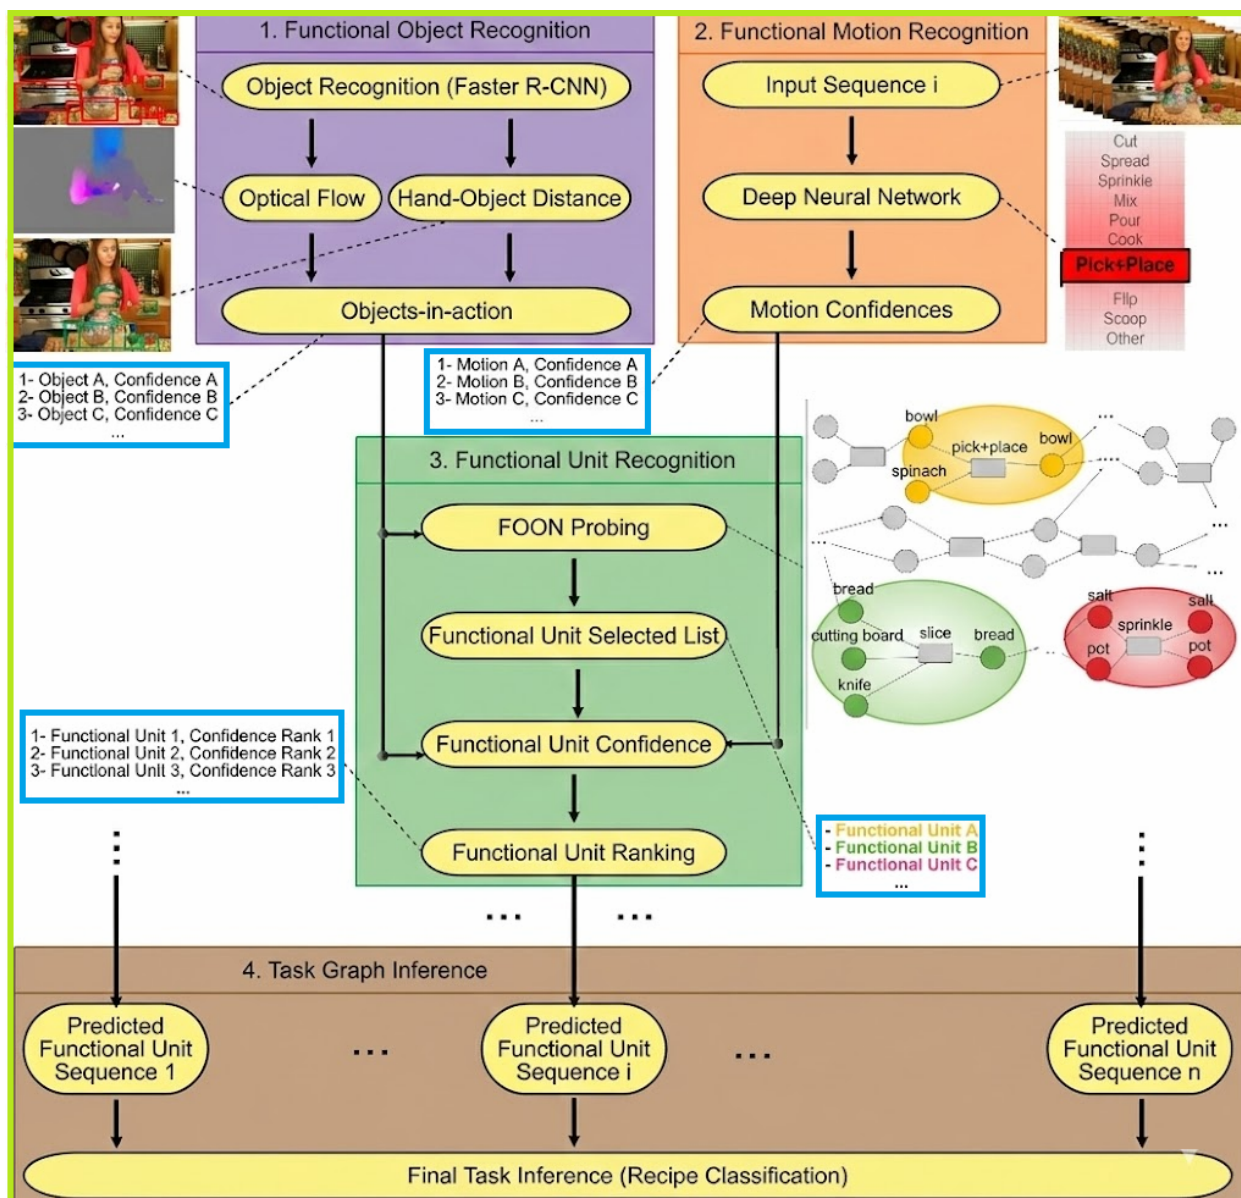 1. Functional Object Recognition
Object Recognition (Faster R-CNN)
Optical Flow
Hand-Object Distance
Objects-in-action
2. Functional Motion Recognition
Input Sequence i
Deep Neural Network
Motion Confidences
Cut
Spread
Sprinkle
Mix
Pour
Cook
Pick+Place
Flip
Scoop
Other
1- Object A, Confidence A
2- Object B, Confidence B
3- Object C, Confidence C
...
1- Motion A, Confidence A
2- Motion B, Confidence B
3- Motion C, Confidence C
...
3. Functional Unit Recognition
FOON Probing
Functional Unit Selected List
Functional Unit Confidence
Functional Unit Ranking
bowl
pick+place
bowl
spinach
...
...
...
...
...
bread
cutting board
slice
bread
knife
..
salt
salt
sprinkle
pot
pot
1- Functional Unit 1, Confidence Rank 1
2- Functional Unit 2, Confidence Rank 2
3- Functional Unit 3, Confidence Rank 3
...
- Functional Unit A
- Functional Unit B
- Functional Unit C
...
... ...
4. Task Graph Inference
Predicted
Functional Unit
Sequence 1
...
Predicted
Functional Unit
Sequence i
...
Predicted
Functional Unit
Sequence n
Final Task Inference (Recipe Classification)